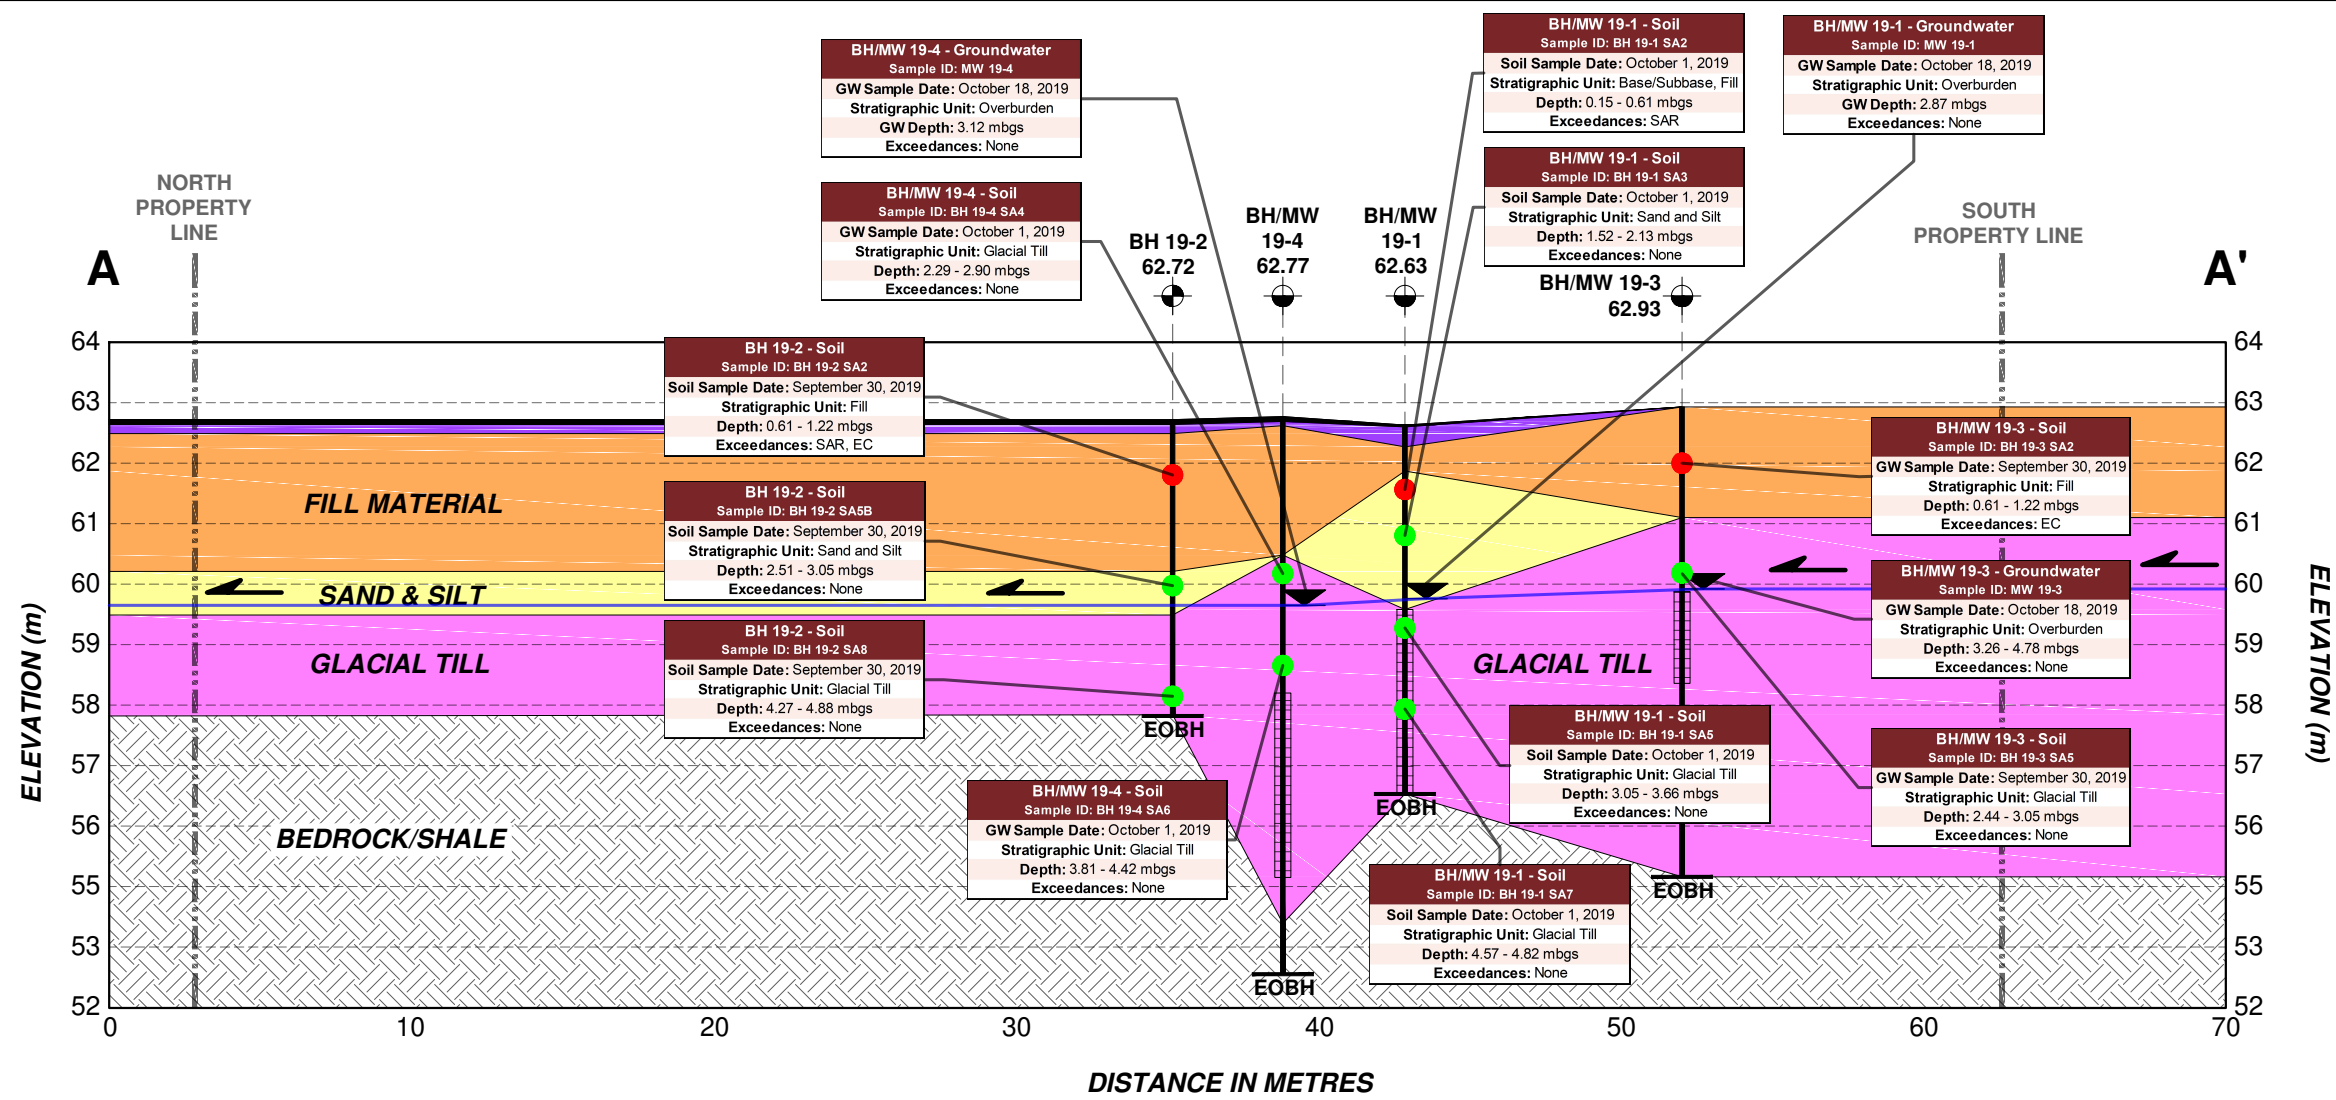 BH/MW 19-4 - Groundwater
Sample ID: MW 19-4
GW Sample Date: October 18, 2019
Stratigraphic Unit: Overburden
GW Depth: 3.12 mbgs
Exceedances: None
BH/MW 19-1 - Soil
Sample ID: BH 19-1 SA2
Soil Sample Date: October 1, 2019
Stratigraphic Unit: Base/Subbase, Fill
Depth: 0.15 - 0.61 mbgs
Exceedances: SAR
BH/MW 19-1 - Groundwater
Sample ID: MW 19-1
GW Sample Date: October 18, 2019
Stratigraphic Unit: Overburden
GW Depth: 2.87 mbgs
Exceedances: None
BH/MW 19-1 - Soil
Sample ID: BH 19-1 SA3
Soil Sample Date: October 1, 2019
Stratigraphic Unit: Sand and Silt
Depth: 1.52 - 2.13 mbgs
Exceedances: None
NORTH
PROPERTY
LINE
BH/MW 19-4 - Soil
Sample ID: BH 19-4 SA4
GW Sample Date: October 1, 2019
Stratigraphic Unit: Glacial Till
Depth: 2.29 - 2.90 mbgs
Exceedances: None
BH 19-2
62.72
BH/MW
19-4
62.77
BH/MW
19-1
62.63
BH/MW 19-3
62.93
SOUTH
PROPERTY LINE
A
A'
64
63
62
61
60
59
58
57
56
55
53
52
ELEVATION (m)
BH 19-2 - Soil
Sample ID: BH 19-2 SA2
Soil Sample Date: September 30, 2019
Stratigraphic Unit: Fill
Depth: 0.61 - 1.22 mbgs
Exceedances: SAR, EC
BH 19-2 - Soil
Sample ID: BH 19-2 SA5B
Soil Sample Date: September 30, 2019
Stratigraphic Unit: Sand and Silt
Depth: 2.51 - 3.05 mbgs
Exceedances: None
BH 19-2 - Soil
Sample ID: BH 19-2 SA8
Soil Sample Date: September 30, 2019
Stratigraphic Unit: Glacial Till
Depth: 4.27 - 4.88 mbgs
Exceedances: None
FILL MATERIAL
SAND & SILT
GLACIAL TILL
BEDROCK/SHALE
GLACIAL TILL
EOBH
EOBH
EOBH
EOBH
BH/MW 19-4 - Soil
Sample ID: BH 19-4 SA6
GW Sample Date: October 1, 2019
Stratigraphic Unit: Glacial Till
Depth: 3.81 - 4.42 mbgs
Exceedances: None
BH/MW 19-1 - Soil
Sample ID: BH 19-1 SA5
Soil Sample Date: October 1, 2019
Stratigraphic Unit: Glacial Till
Depth: 3.05 - 3.66 mbgs
Exceedances: None
BH/MW 19-1 - Soil
Sample ID: BH 19-1 SA7
Soil Sample Date: October 1, 2019
Stratigraphic Unit: Glacial Till
Depth: 4.57 - 4.82 mbgs
Exceedances: None
BH/MW 19-3 - Soil
Sample ID: BH 19-3 SA2
GW Sample Date: September 30, 2019
Stratigraphic Unit: Fill
Depth: 0.61 - 1.22 mbgs
Exceedances: EC
BH/MW 19-3 - Groundwater
Sample ID: MW 19-3
GW Sample Date: October 18, 2019
Stratigraphic Unit: Overburden
Depth: 3.26 - 4.78 mbgs
Exceedances: None
BH/MW 19-3 - Soil
Sample ID: BH 19-3 SA5
GW Sample Date: September 30, 2019
Stratigraphic Unit: Glacial Till
Depth: 2.44 - 3.05 mbgs
Exceedances: None
64
63
62
61
60
59
58
57
56
55
53
52
ELEVATION (m)
0 10 20 30 40 50 60 70
DISTANCE IN METRES